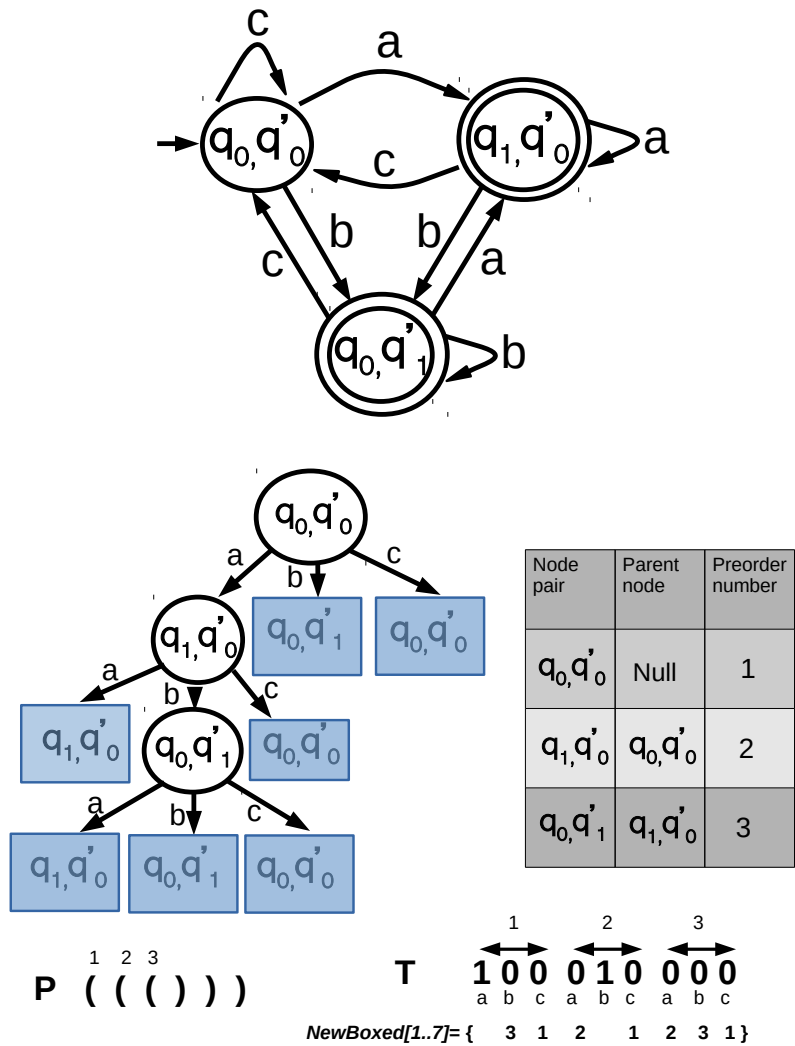 c
a
q₀,q'₀
q₁,q'₀
a
c
b
b
c
a
q₀,q'₁
b
q₀,q'₀
a
b
c
q₀,q'₁
q₀,q'₀
q₁,q'₀
a
b
c
q₁,q'₀
q₀,q'₁
q₀,q'₀
a
b
c
q₁,q'₀
q₀,q'₁
q₀,q'₀
Node pair
Parent node
Preorder number
q₀,q'₀ Null 1
q₁,q'₀ q₀,q'₀ 2
q₀,q'₁ q₁,q'₀ 3
1 2 3
P ( ( ( ) ) )
1 2 3
T 1 0 0 0 1 0 0 0 0
a b c a b c a b c
NewBoxed[1..7]= { 3 1 2 1 2 3 1 }